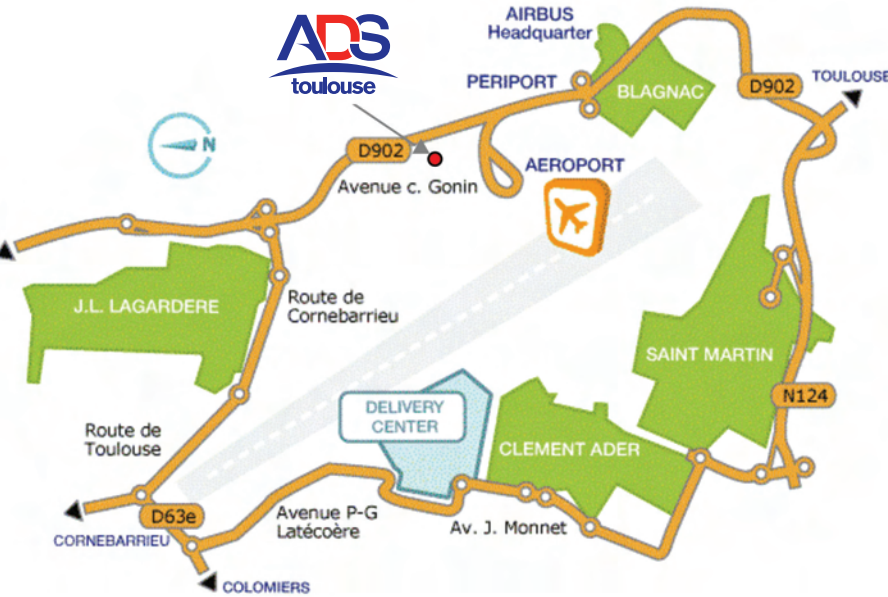 AIRBUS
Headquarter
ADS
toulouse
PERIPORT
BLAGNAC
D902
TOULOUSE
N
D902
AEROPORT
Avenue c. Gonin
J.L. LAGARDERE
Route de
Cornebarrieu
SAINT MARTIN
N124
DELIVERY
CENTER
Route de
Toulouse
CLEMENT ADER
D63e
Avenue P-G
Latécoère
Av. J. Monnet
CORNEBARRIEU
COLOMIERS